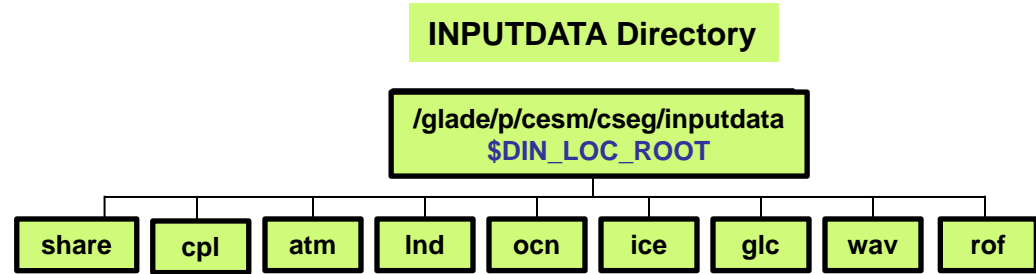 INPUTDATA Directory
/glade/p/cesm/cseg/inputdata
$DIN_LOC_ROOT
share cpl atm lnd ocn ice glc wav rof